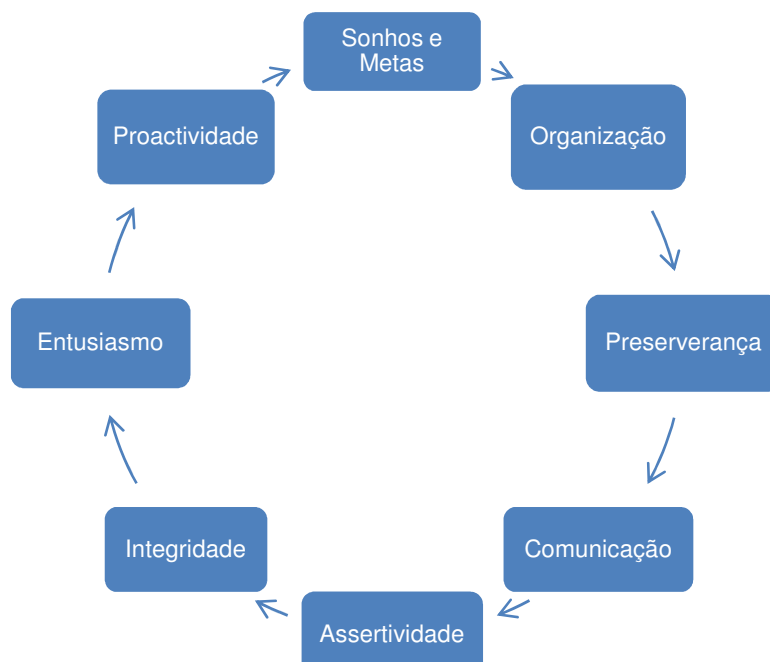 Sonhos e
Metas
Organização
Preserverança
Comunicação
Assertividade
Integridade
Entusiasmo
Proactividade